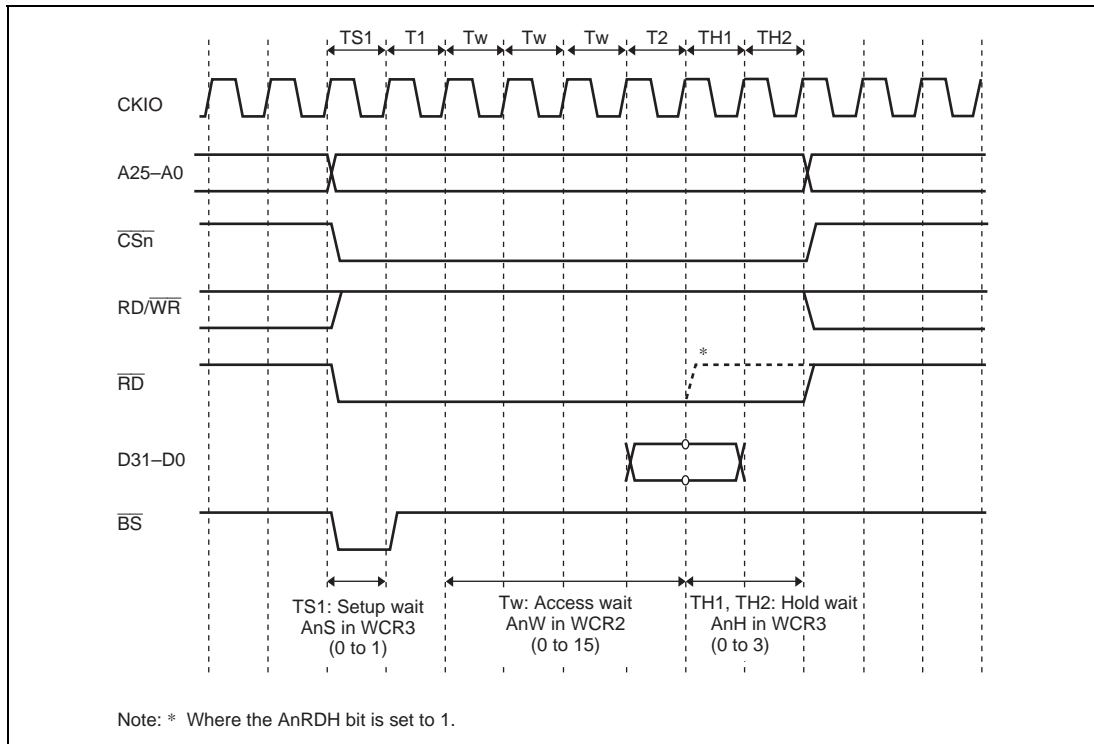 TS1 T1 Tw Tw Tw T2 TH1 TH2
CKIO
A25–A0
CSn
RD/WR
*
RD
D31–D0
BS
TS1: Setup wait
AnS in WCR3
(0 to 1)
Tw: Access wait
AnW in WCR2
(0 to 15)
TH1, TH2: Hold wait
AnH in WCR3
(0 to 3)
Note: * Where the AnRDH bit is set to 1.